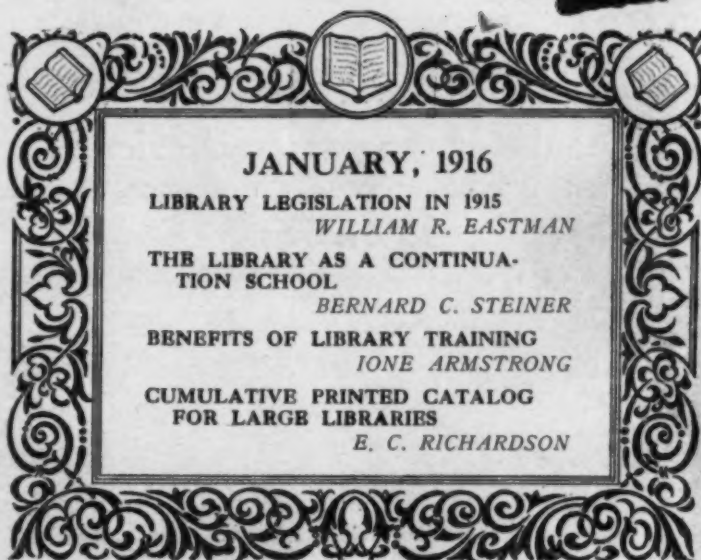 JANUARY, 1916
LIBRARY LEGISLATION IN 1915
WILLIAM R. EASTMAN
THE LIBRARY AS A CONTINUA-
TION SCHOOL
BERNARD C. STEINER
BENEFITS OF LIBRARY TRAINING
IONE ARMSTRONG
CUMULATIVE PRINTED CATALOG
FOR LARGE LIBRARIES
E. C. RICHARDSON